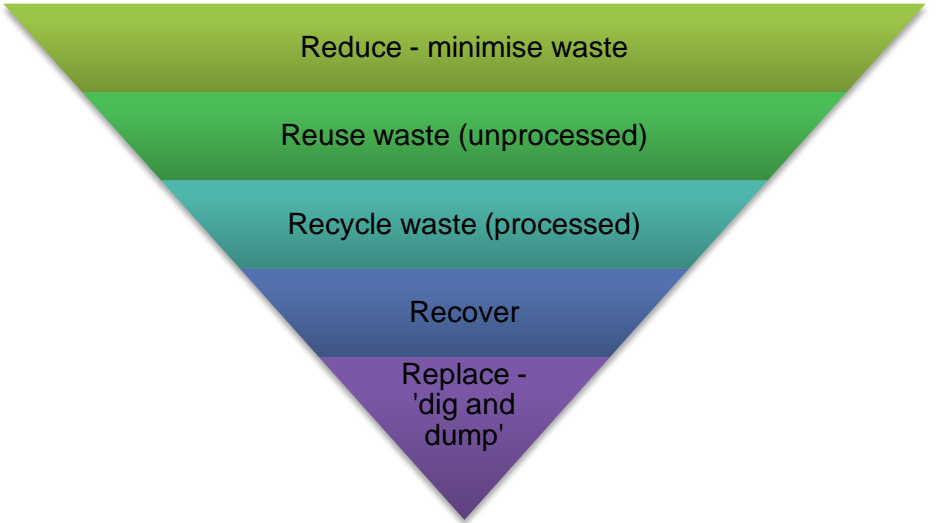 Reduce - minimise waste
Reuse waste (unprocessed)
Recycle waste (processed)
Recover
Replace -
'dig and
dump'